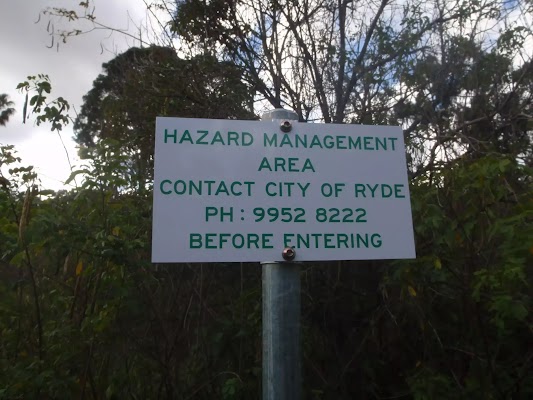 HAZARD MANAGEMENT
AREA
CONTACT CITY OF RYDE
PH : 9952 8222
BEFORE ENTERING